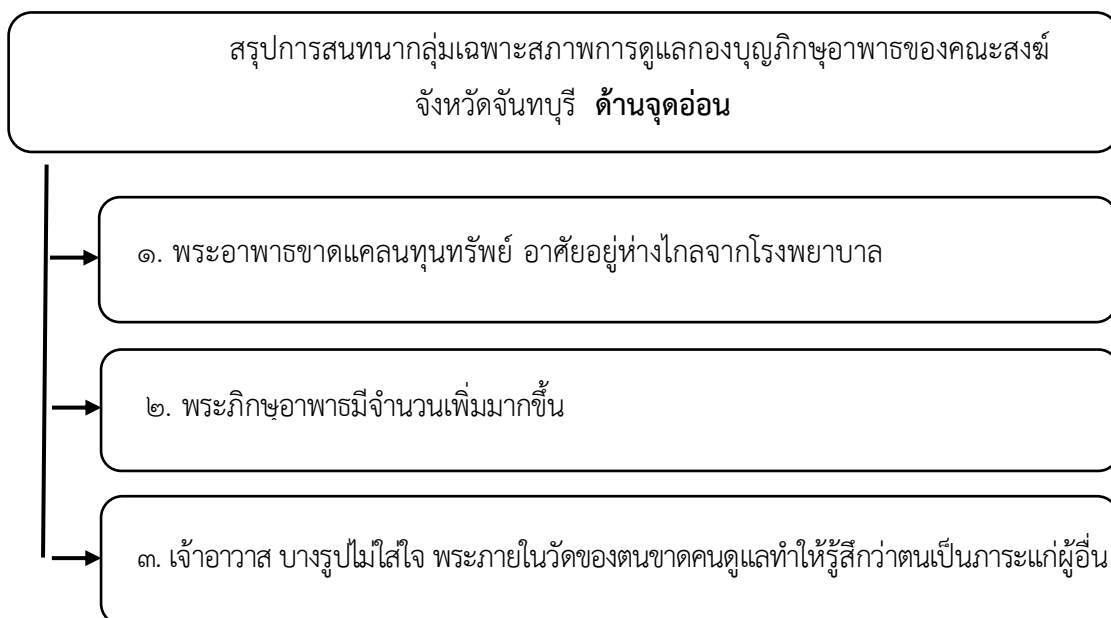 สรุปการสนทนากลุ่มเฉพาะสภาพการดูแลกองบุญภิกษุอาพาธของคณะสงฆ์
จังหวัดจันทบุรี ด้านจุดอ่อน
๑. พระอาพาธขาดแคลนทุนทรัพย์ อาศัยอยู่ห่างไกลจากโรงพยาบาล
๒. พระภิกษุอาพาธมีจำนวนเพิ่มมากขึ้น
๓. เจ้าอาวาส บางรูปไม่ใส่ใจ พระภายในวัดของตนขาดคนดูแลทำให้รู้สึกว่าตนเป็นภาระแก่ผู้อื่น